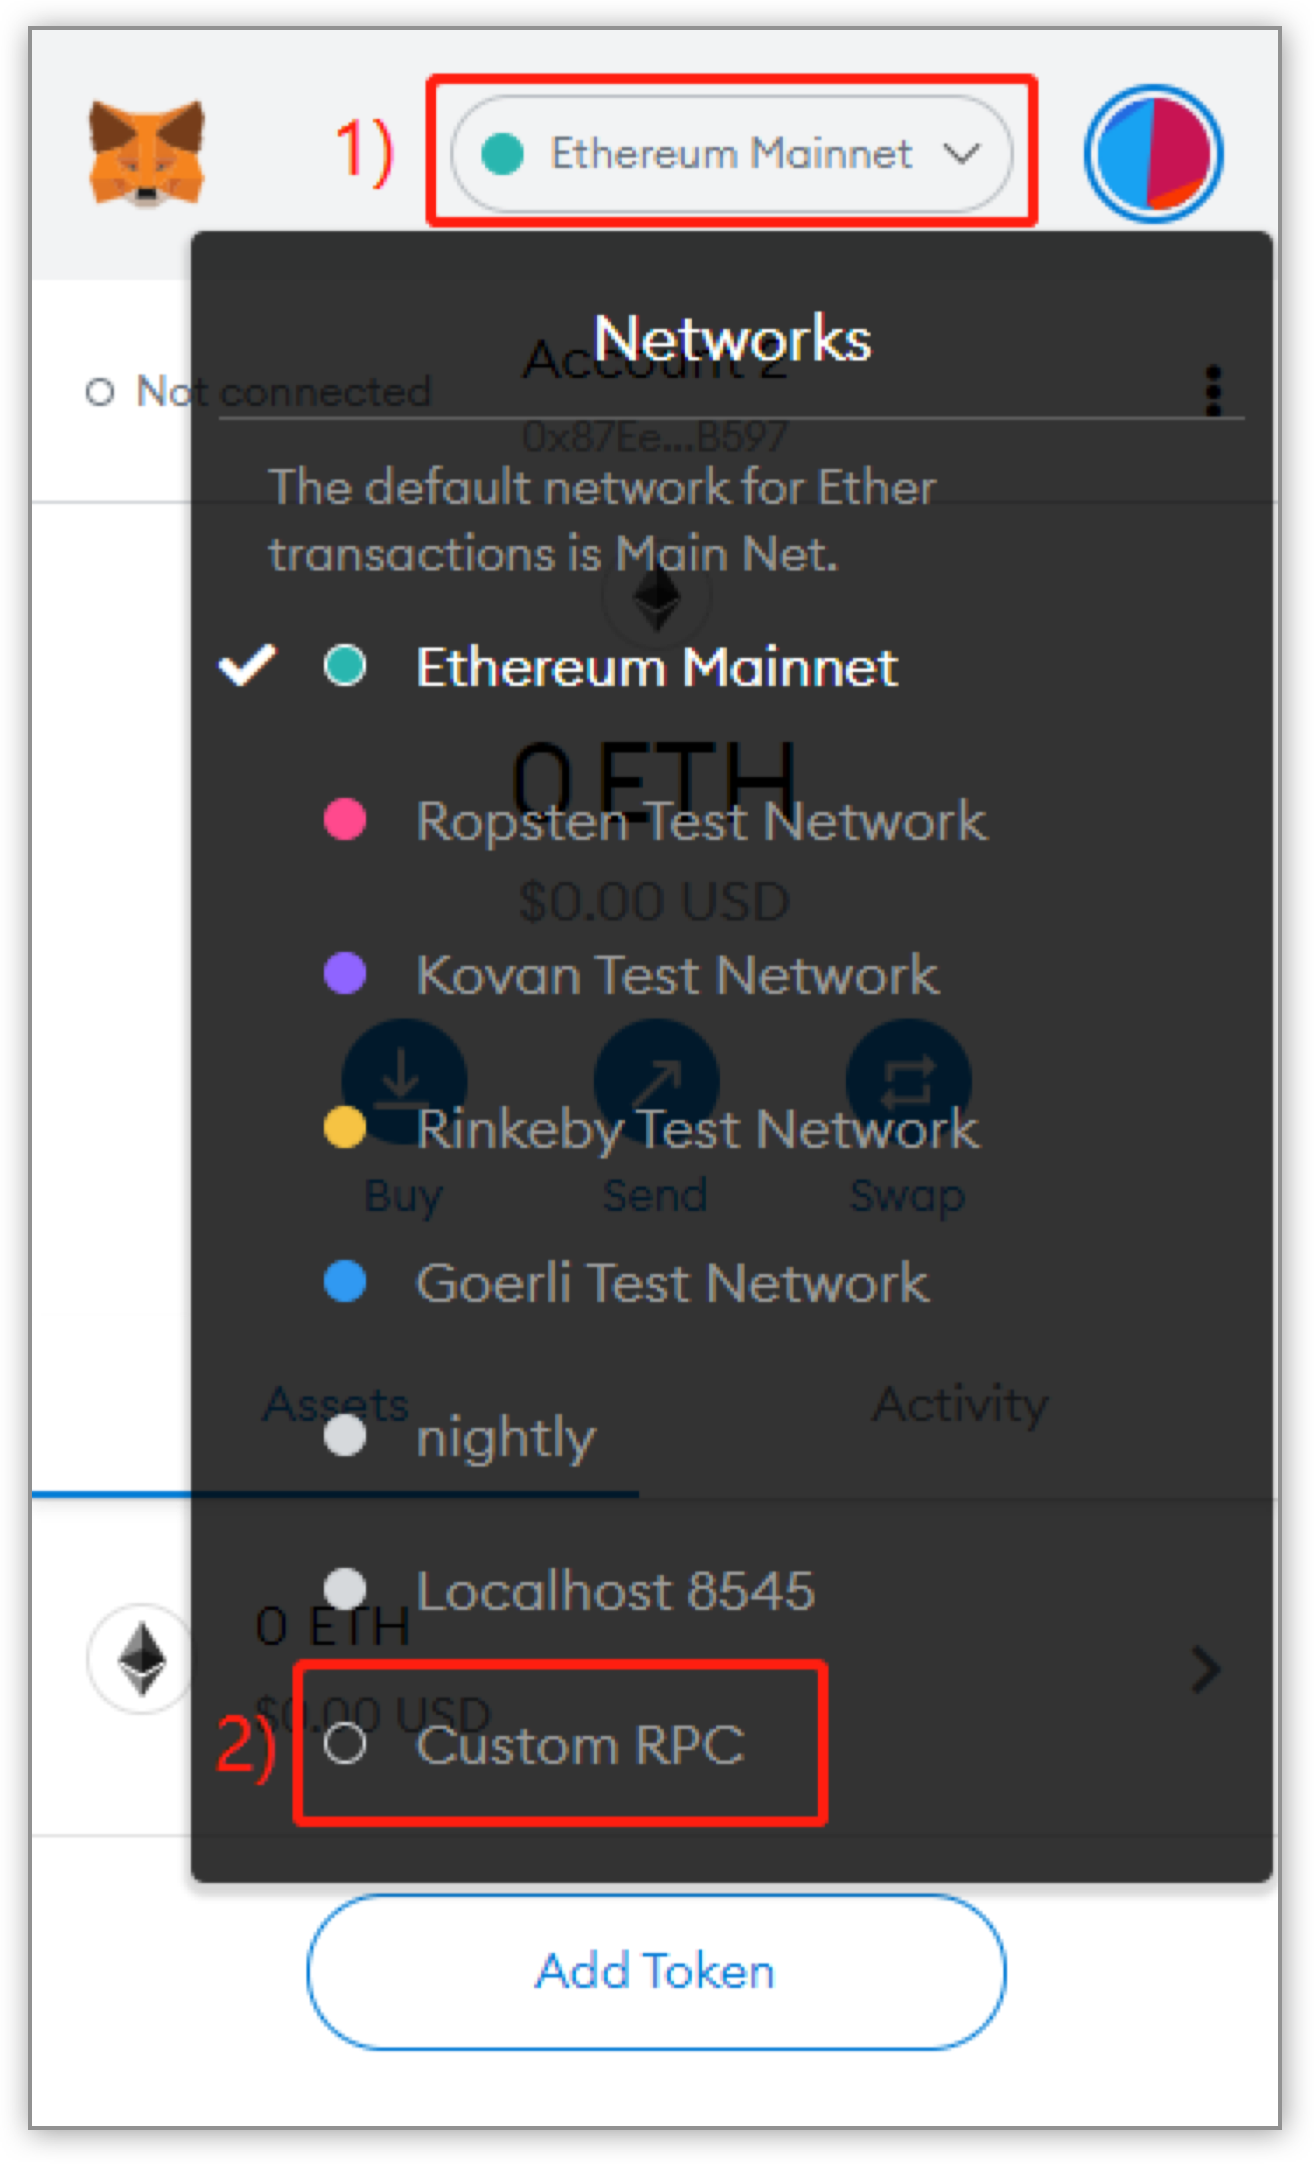 1)
Ethereum Mainnet
Networks
Account 2
Not connected
0x87Ee...B597
The default network for Ether
transactions is Main Net.
Ethereum Mainnet
0 ETH
Ropsten Test Network
$0.00 USD
Kovan Test Network
Rinkeby Test Network
Buy
Send
Swap
Goerli Test Network
Assets
Activity
nightly
Localhost 8545
0 ETH
$0.00 USD
2)
Custom RPC
Add Token